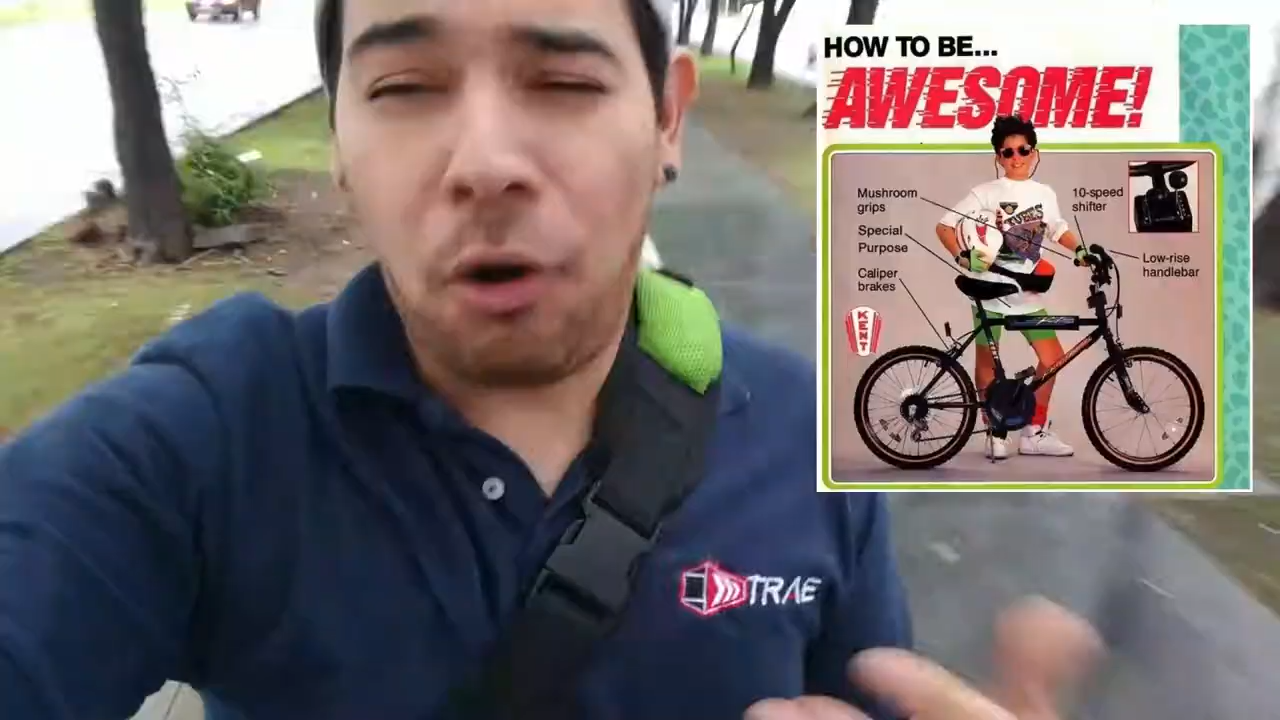 HOW TO BE...
AWESOME!
Mushroom
grips
Special
Purpose
Caliper
brakes
10-speed
shifter
Low-rise
handlebar
KENT
TRAE